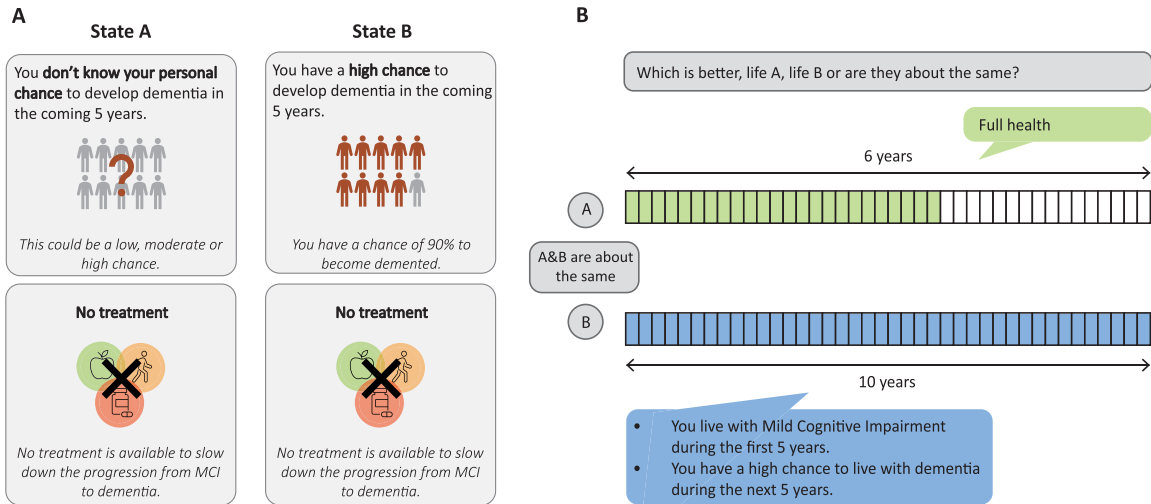 A
State A
You don't know your personal
chance to develop dementia in
the coming 5 years.
?
This could be a low, moderate or
high chance.
No treatment
No treatment is available to slow
down the progression from MCI
to dementia.
State B
You have a high chance to
develop dementia in the coming
5 years.
You have a chance of 90% to
become demented.
No treatment
No treatment is available to slow
down the progression from MCI
to dementia.
B
Which is better, life A, life B or are they about the same?
Full health
6 years
A
A&B are about
the same
B
10 years
• You live with Mild Cognitive Impairment
during the first 5 years.
• You have a high chance to live with dementia
during the next 5 years.